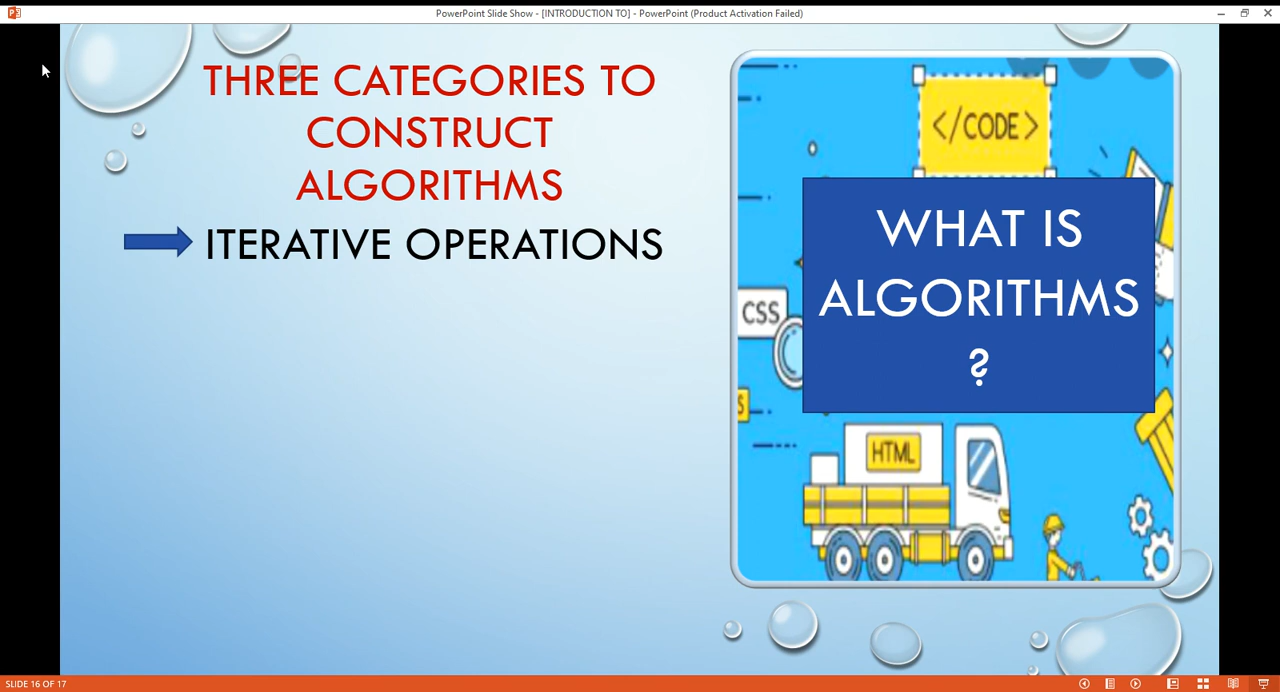 PowerPoint Slide Show - [INTRODUCTION TO] - PowerPoint (Product Activation Failed)
THREE CATEGORIES TO
CONSTRUCT
ALGORITHMS
ITERATIVE OPERATIONS
</CODE>
WHAT IS
ALGORITHMS
?
CSS
S
HTML
SLIDE 16 OF 17